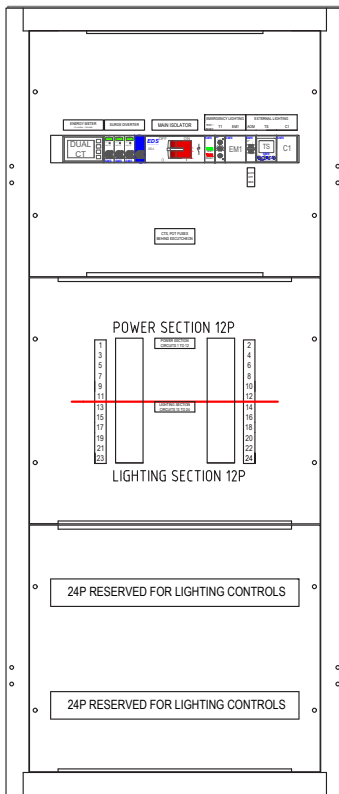 ENERGY METER
SURGE DIVERTER
MAIN ISOLATOR
EMERGENCY LIGHTING
T1 EM1
EXTERNAL LIGHTING
TS C1
DUAL
CT
EDS
EM1
TS
C1
CTS, POT FUSES
BEHIND ESCUTCHEON
POWER SECTION 12P
POWER SECTION
CIRCUITS 1 TO 12
1
3
5
7
9
11
13
15
17
19
21
23
LIGHTING SECTION
CIRCUITS 13 TO 24
2
4
6
8
10
12
14
16
18
20
22
24
LIGHTING SECTION 12P
24P RESERVED FOR LIGHTING CONTROLS
24P RESERVED FOR LIGHTING CONTROLS